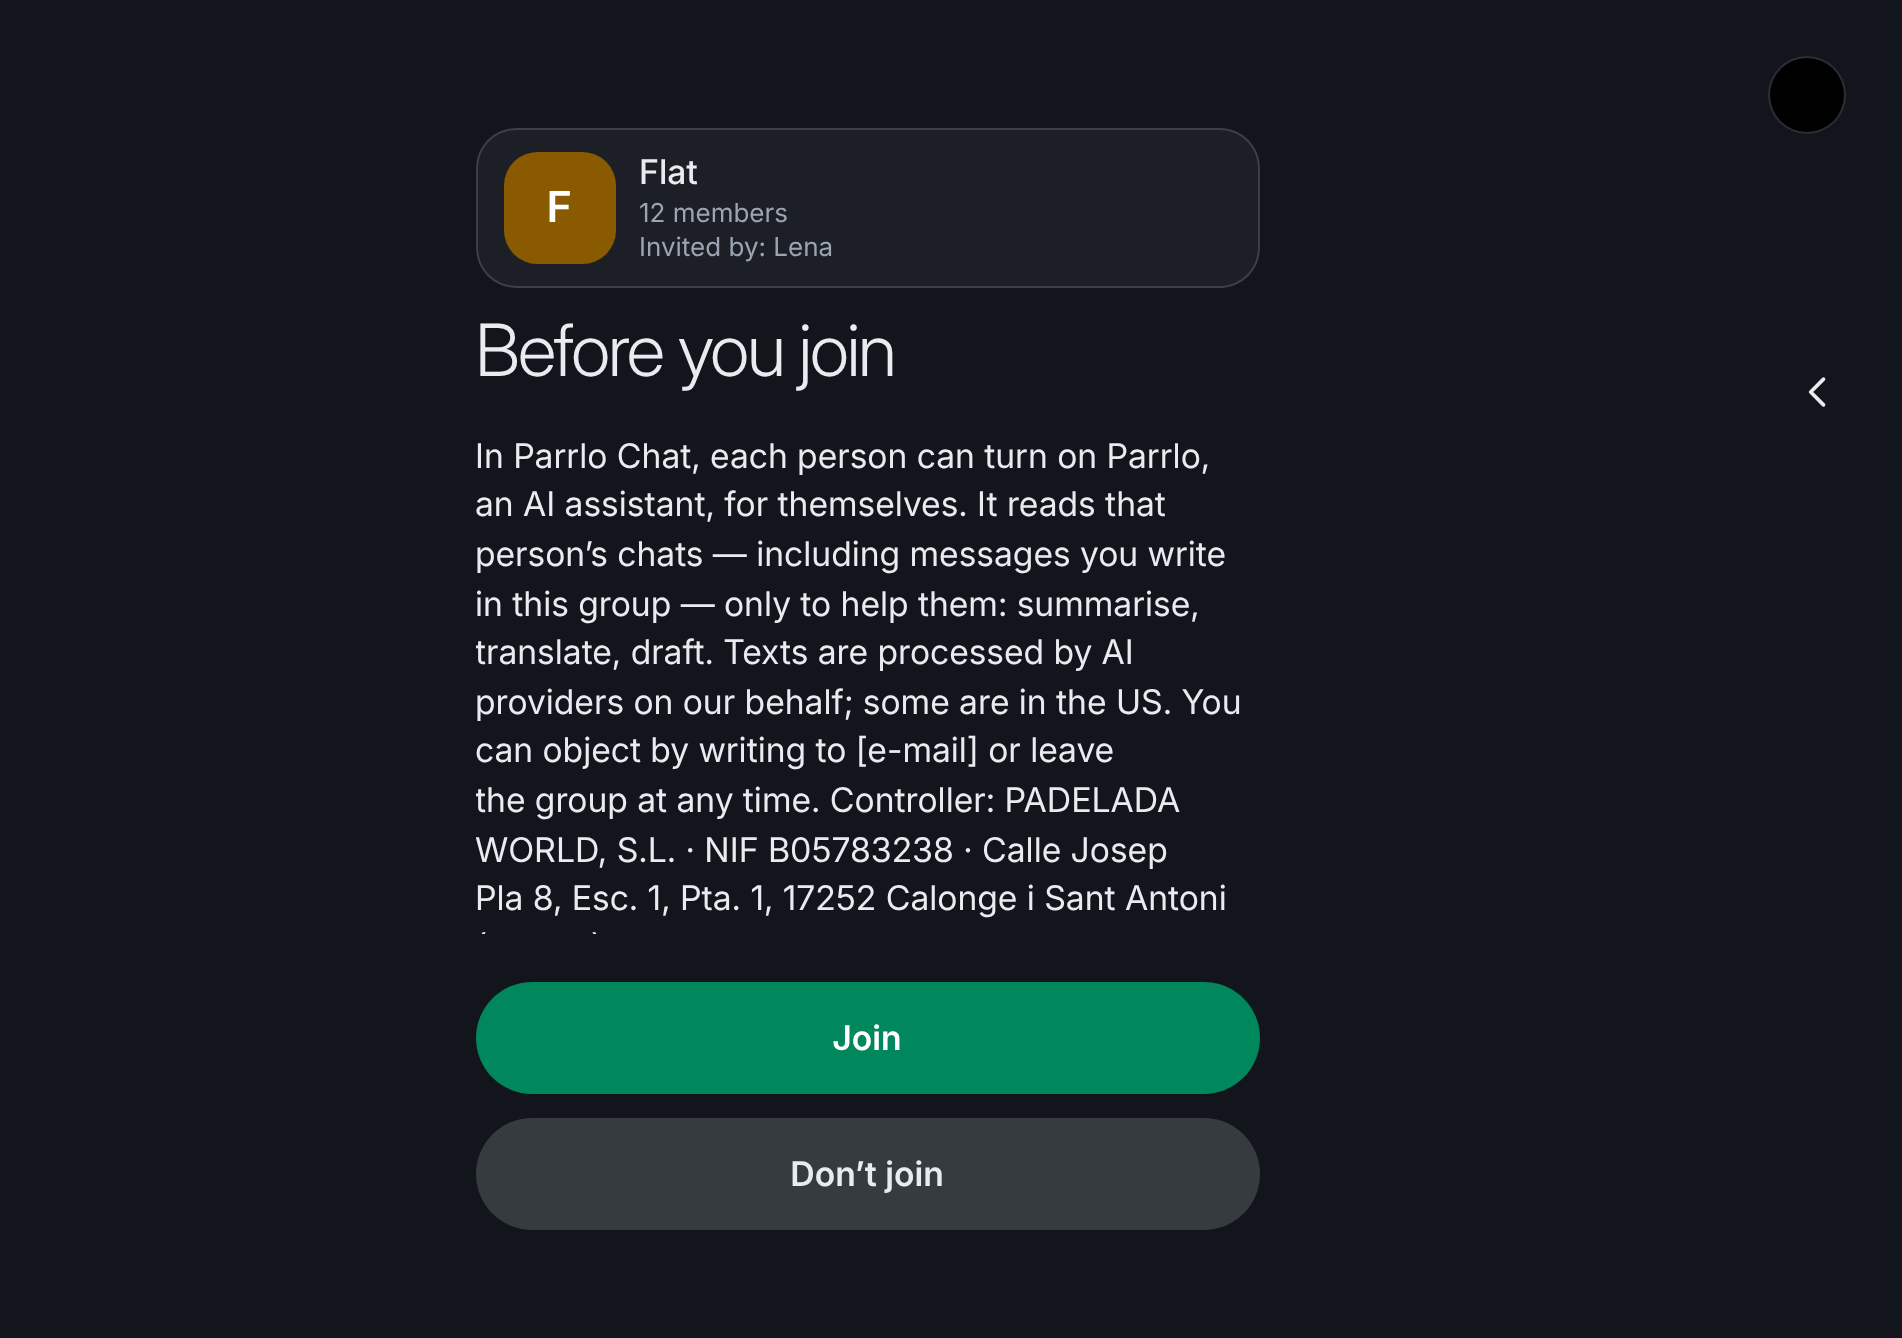 F
Flat
12 members
Invited by: Lena
Before you join
In Parrlo Chat, each person can turn on Parrlo,
an AI assistant, for themselves. It reads that
person’s chats — including messages you write
in this group — only to help them: summarise,
translate, draft. Texts are processed by AI
providers on our behalf; some are in the US. You
can object by writing to [e-mail] or leave
the group at any time. Controller: PADELADA
WORLD, S.L. · NIF B05783238 · Calle Josep
Pla 8, Esc. 1, Pta. 1, 17252 Calonge i Sant Antoni
Join
Don’t join